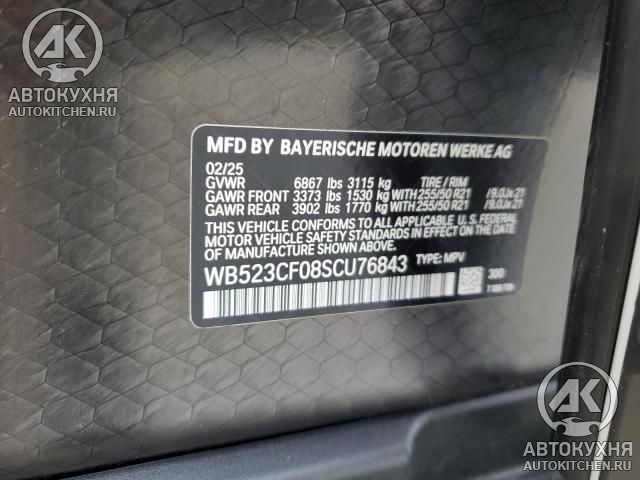 AK
АВТОКУХНЯ
AUTOKITCHEN.RU
MFD BY BAYERISCHE MOTOREN WERKE AG
02/25
GVWR 6867 lbs 3115 kg TIRE / RIM
GAWR FRONT 3373 lbs 1530 kg WITH 255/50 R21 /9.0Jx21
GAWR REAR 3902 lbs 1770 kg WITH 255/50 R21 /9.0Jx21
THIS VEHICLE CONFORMS TO ALL APPLICABLE U.S. FEDERAL
MOTOR VEHICLE SAFETY STANDARDS IN EFFECT ON THE DATE
OF MANUFACTURE SHOWN ABOVE.
WB523CF08SCU76843 TYPE: MPV
300
AK
АВТОКУХНЯ
AUTOKITCHEN.RU